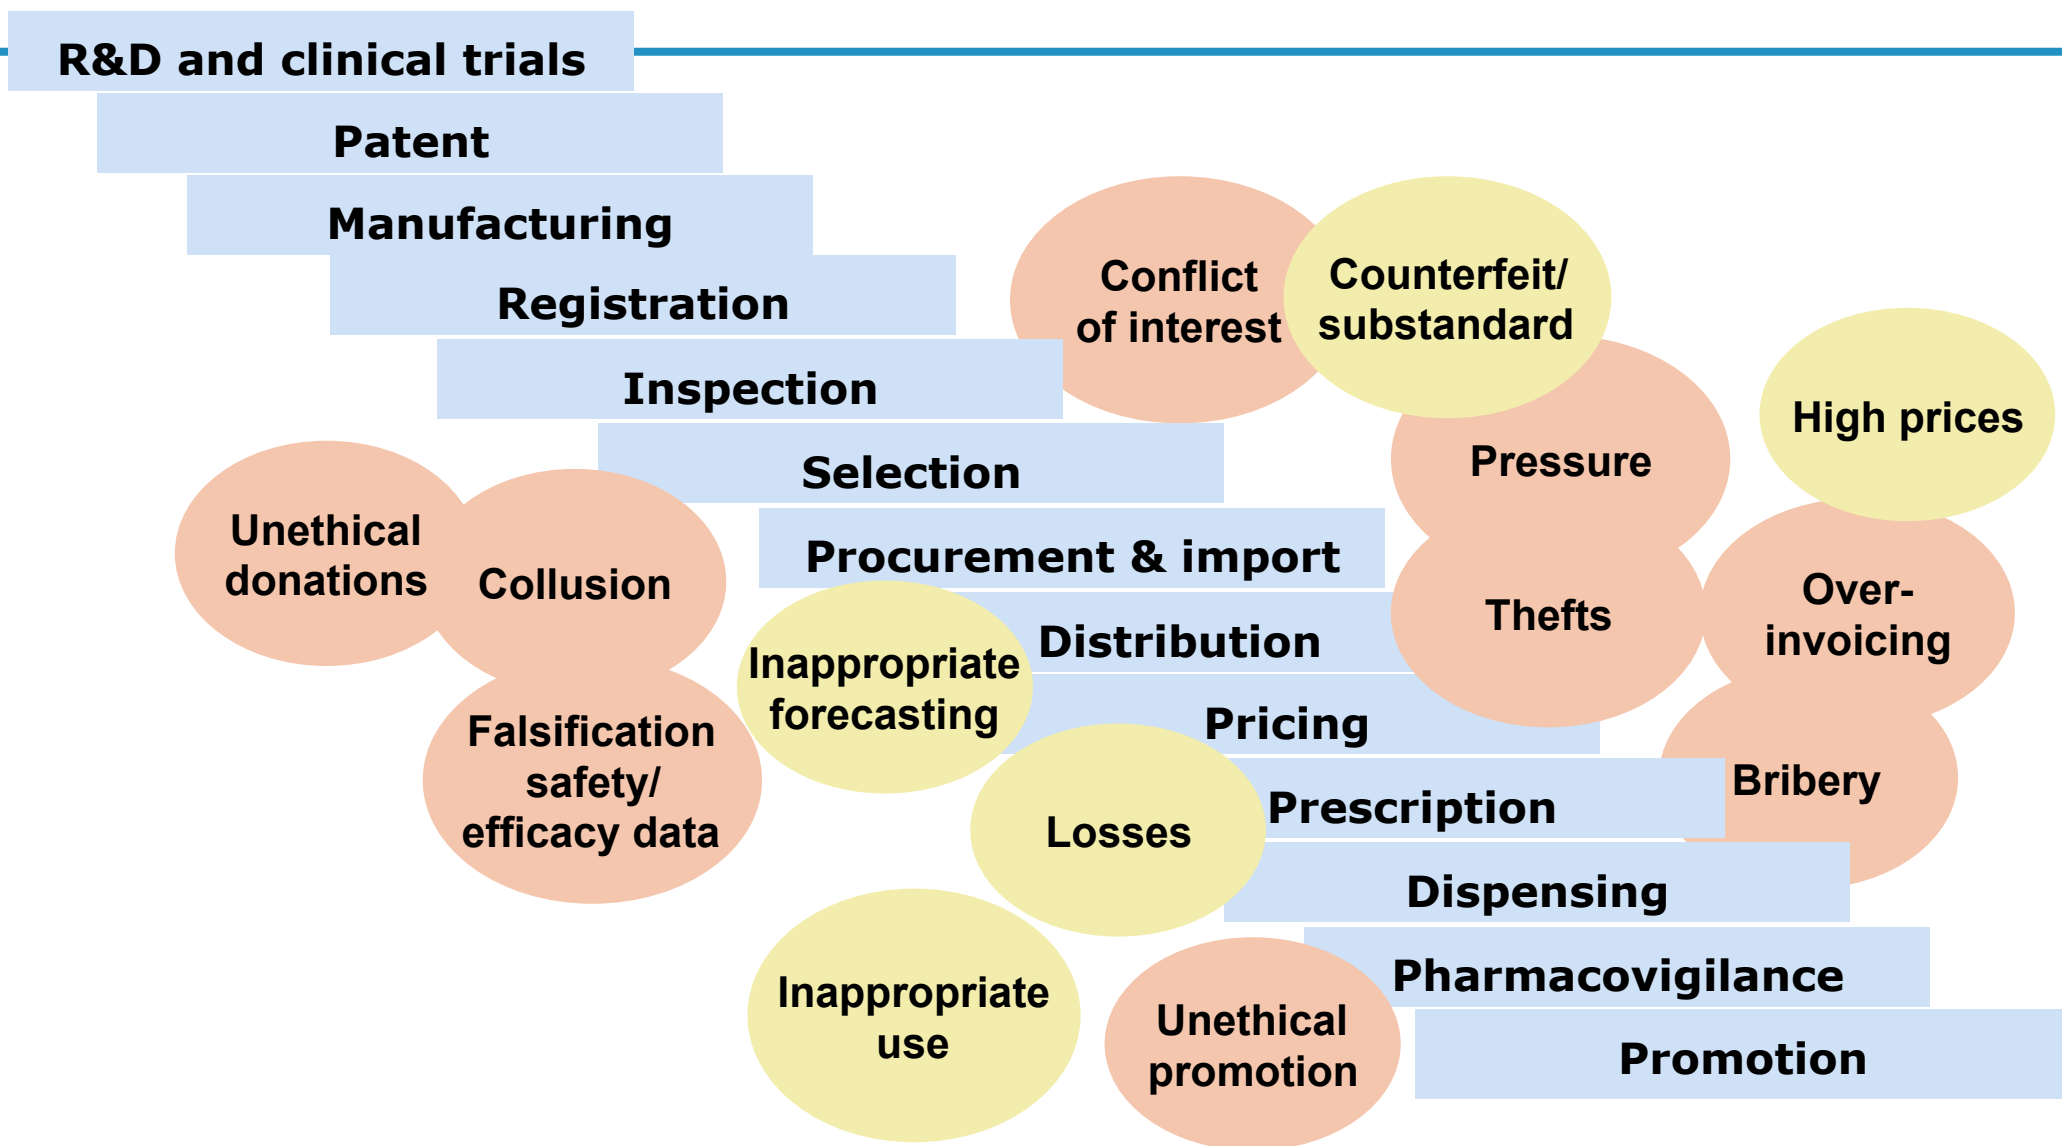 R&D and clinical trials
Patent
Manufacturing
Registration
Inspection
Selection
Procurement & import
Distribution
Pricing
Prescription
Dispensing
Pharmacovigilance
Promotion
Conflict
of interest
Counterfeit/
substandard
High prices
Pressure
Unethical
donations
Collusion
Thefts
Over-
invoicing
Inappropriate
forecasting
Falsification
safety/
efficacy data
Bribery
Losses
Inappropriate
use
Unethical
promotion